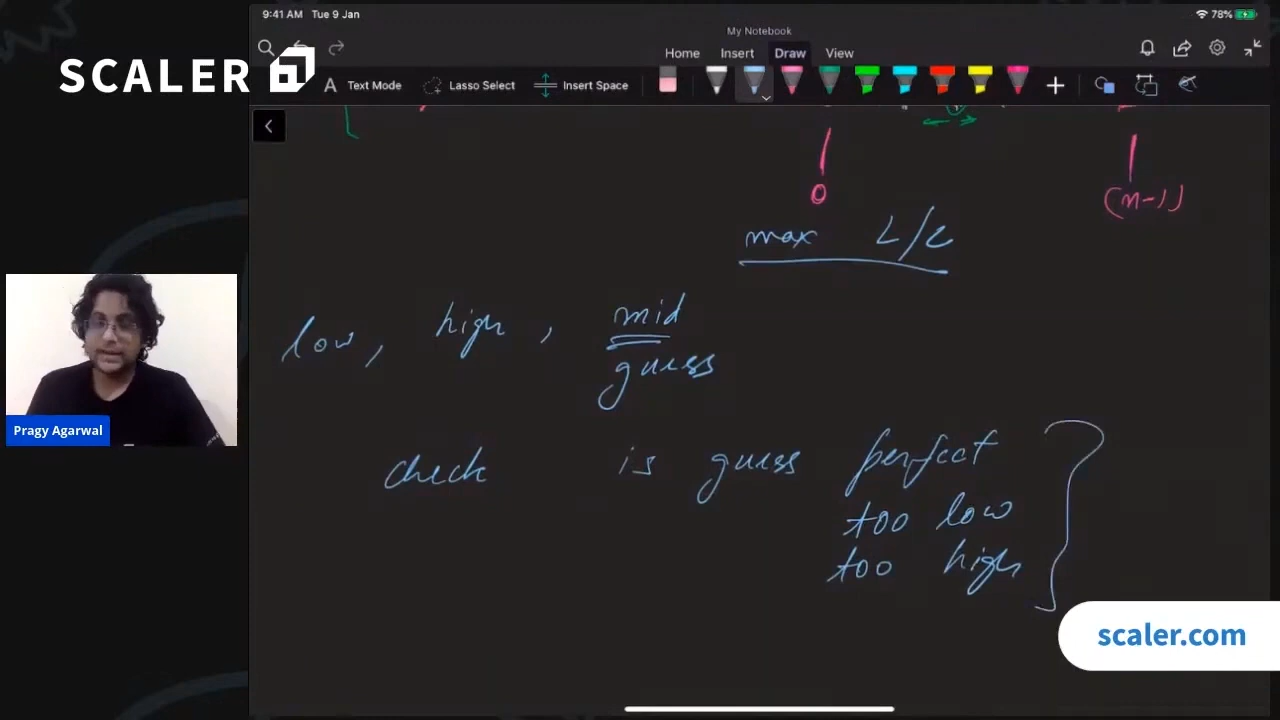 9:41 AM Tue 9 Jan
78%
SCALER
My Notebook
Home Insert Draw View
A Text Mode Lasso Select Insert Space
0 (n-1)
max L/C
low, high, mid
guess
check is guess perfect
too low
too high
Pragy Agarwal
scaler.com